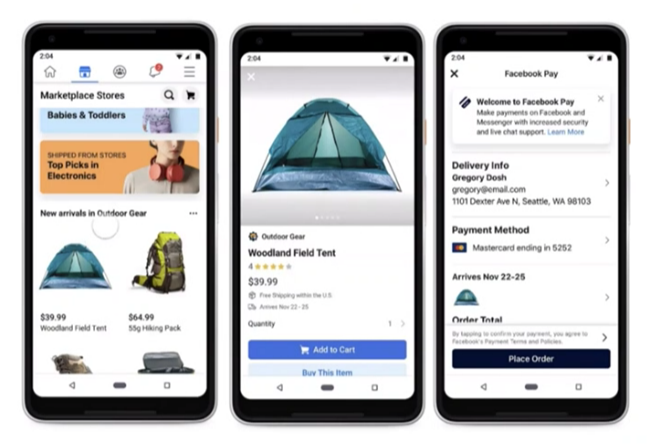 2:04
2
Marketplace Stores
Babies & Toddlers
SHIPPED FROM STORES
Top Picks in
Electronics
New arrivals in Outdoor Gear
$39.99
Woodland Field Tent
$64.99
55g Hiking Pack
2:04
Outdoor Gear
Woodland Field Tent
4
$39.99
Free Shipping within the U.S
Arrives Nov 22 - 25
Quantity
1
Add to Cart
Buy This Item
2:04
Facebook Pay
Welcome to Facebook Pay
Make payments on Facebook and
Messenger with increased security
and live chat support. Learn More
Delivery Info
Gregory Dosh
gregory@email.com
1101 Dexter Ave N, Seattle, WA 98103
Payment Method
Mastercard ending in 5252
Arrives Nov 22-25
Order Total
By tapping to confirm your payment, you agree to
Facebook's Payment Terms and Policies.
Place Order